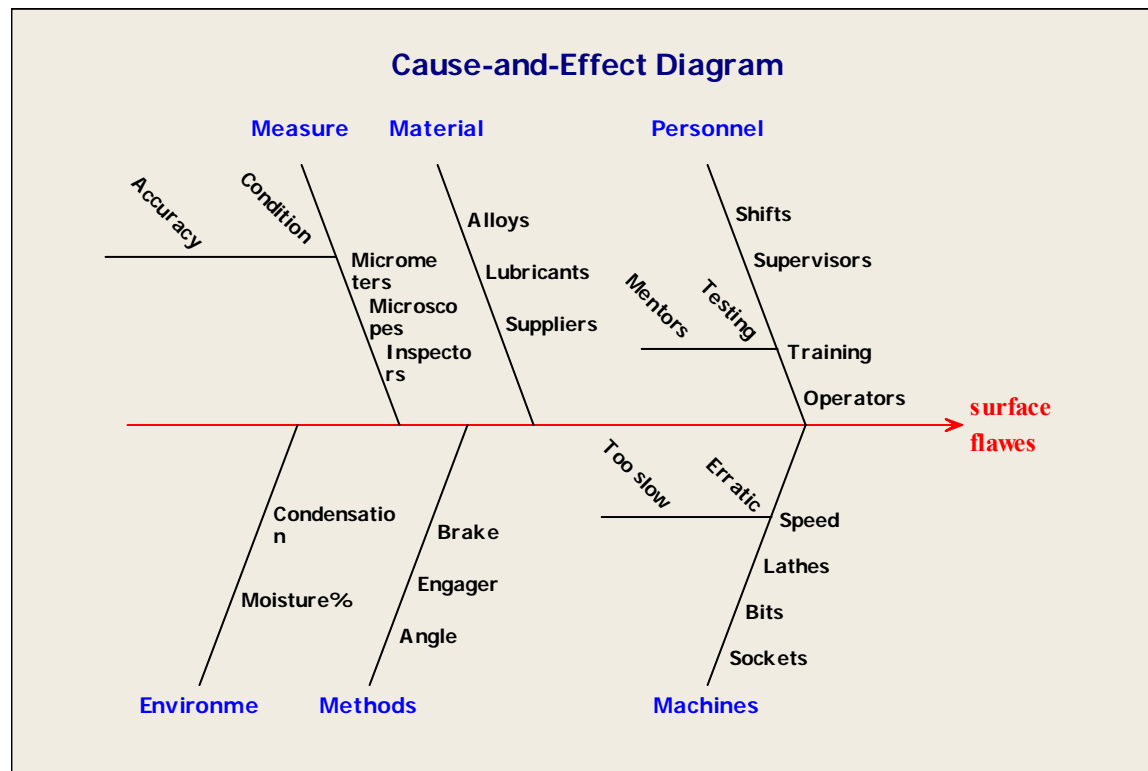 Cause-and-Effect Diagram
Measure
Material
Personnel
Accuracy
Condition
Microme
ters
Microsco
pes
Inspecto
rs
Alloys
Lubricants
Suppliers
Shifts
Supervisors
Mentors
Testing
Training
Operators
surface
flawes
Condensatio
n
Moisture%
Brake
Engager
Angle
Too slow
Erratic
Speed
Lathes
Bits
Sockets
Environme
Methods
Machines